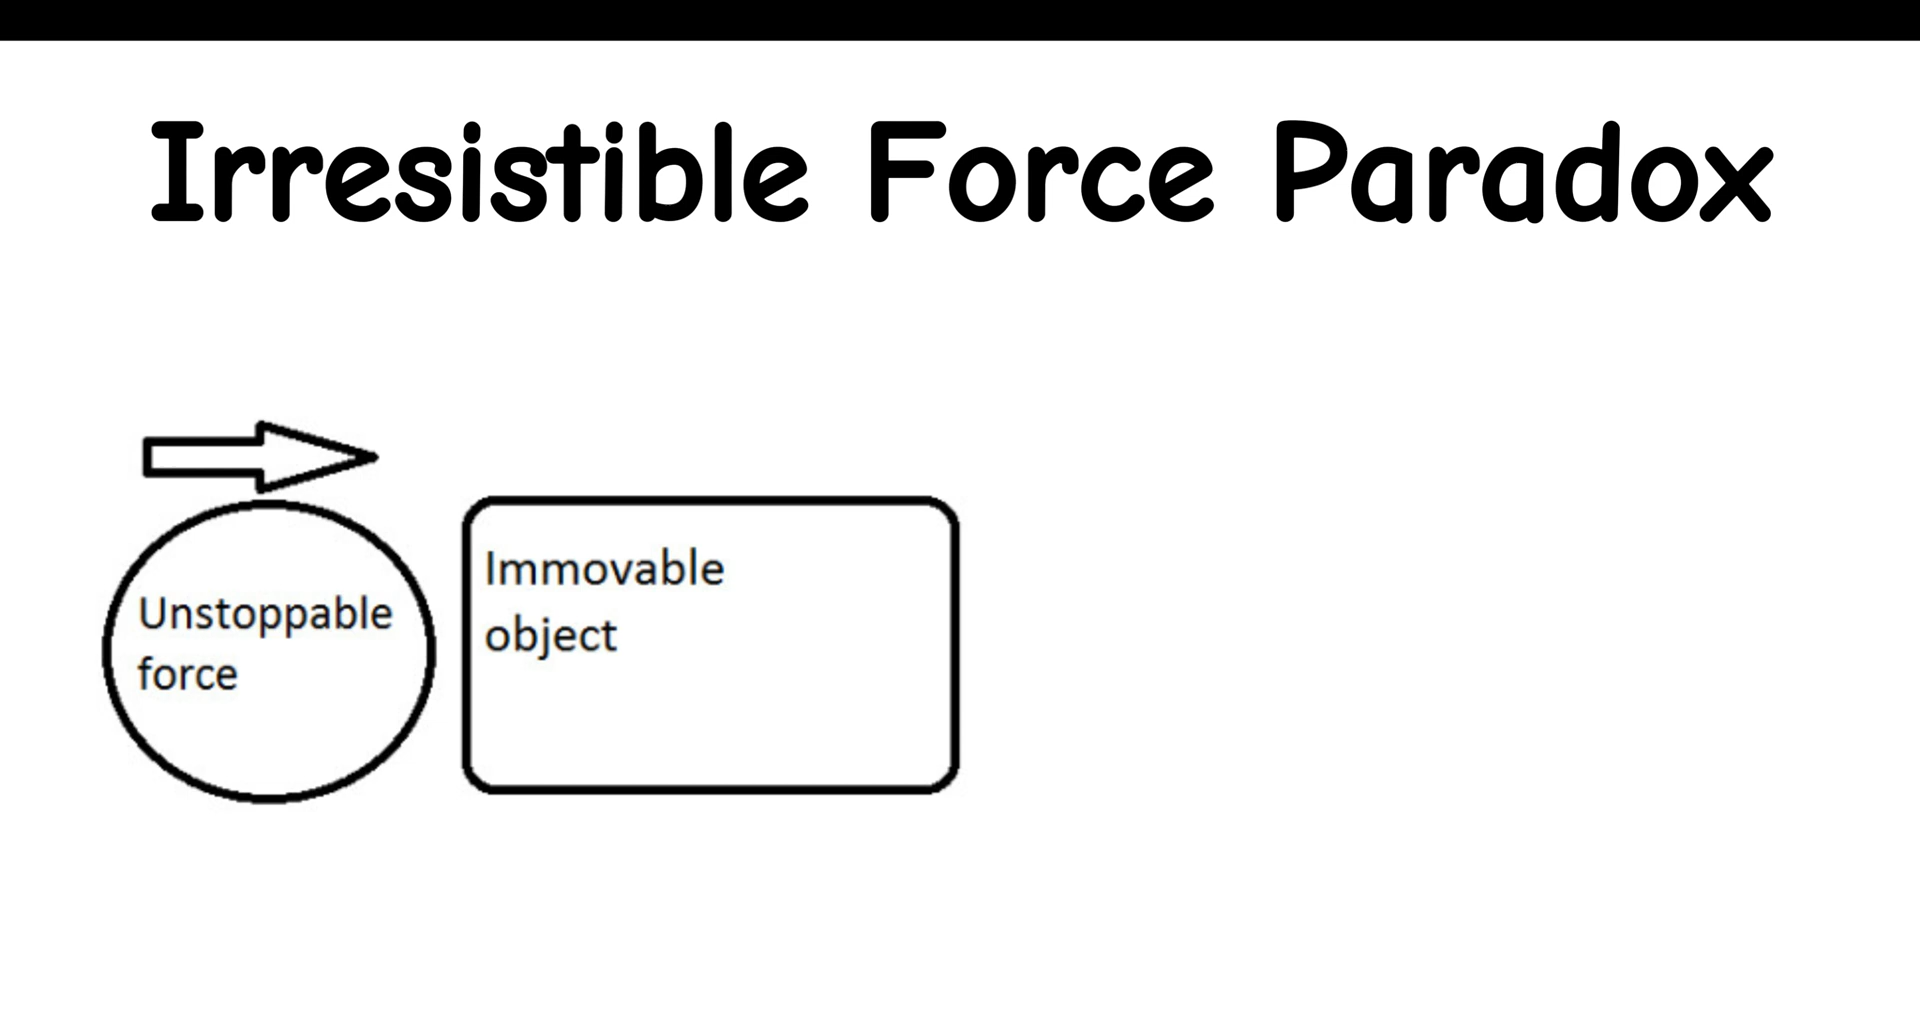 Irresistible Force Paradox
Unstoppable
force
Immovable
object